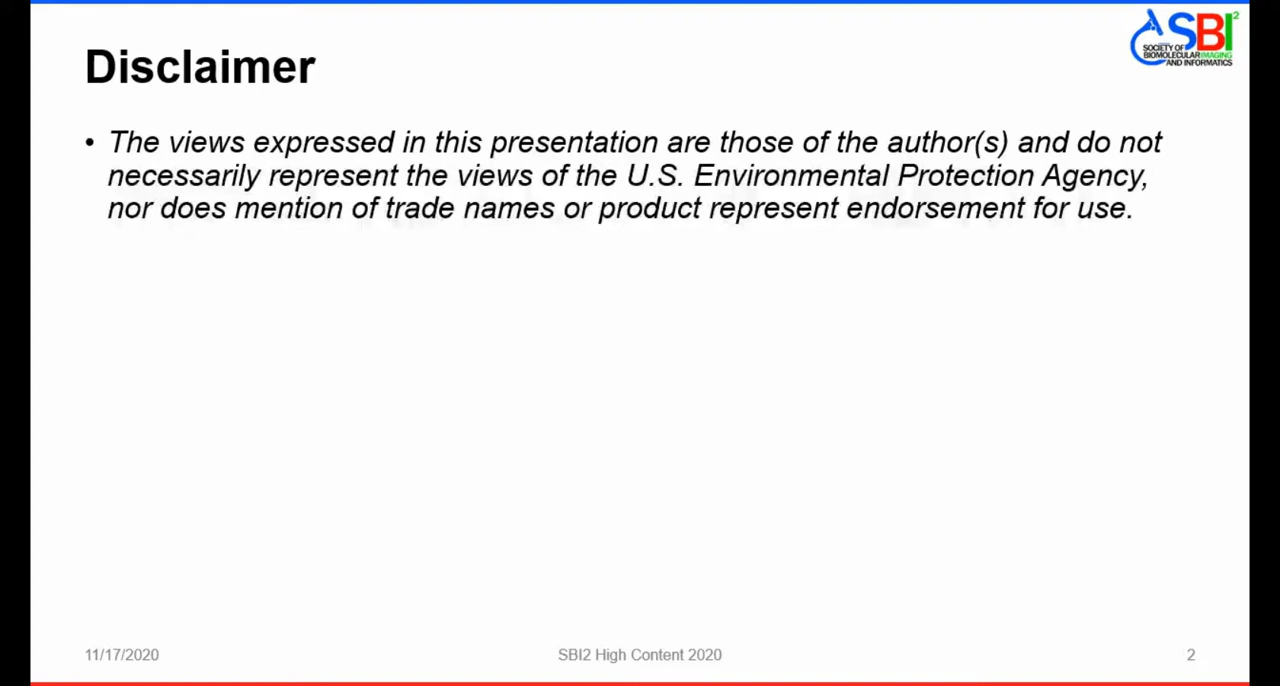 SBI2
SOCIETY OF
BIOMOLECULAR IMAGING
AND INFORMATICS
Disclaimer
• The views expressed in this presentation are those of the author(s) and do not
necessarily represent the views of the U.S. Environmental Protection Agency,
nor does mention of trade names or product represent endorsement for use.
11/17/2020
SBI2 High Content 2020
2